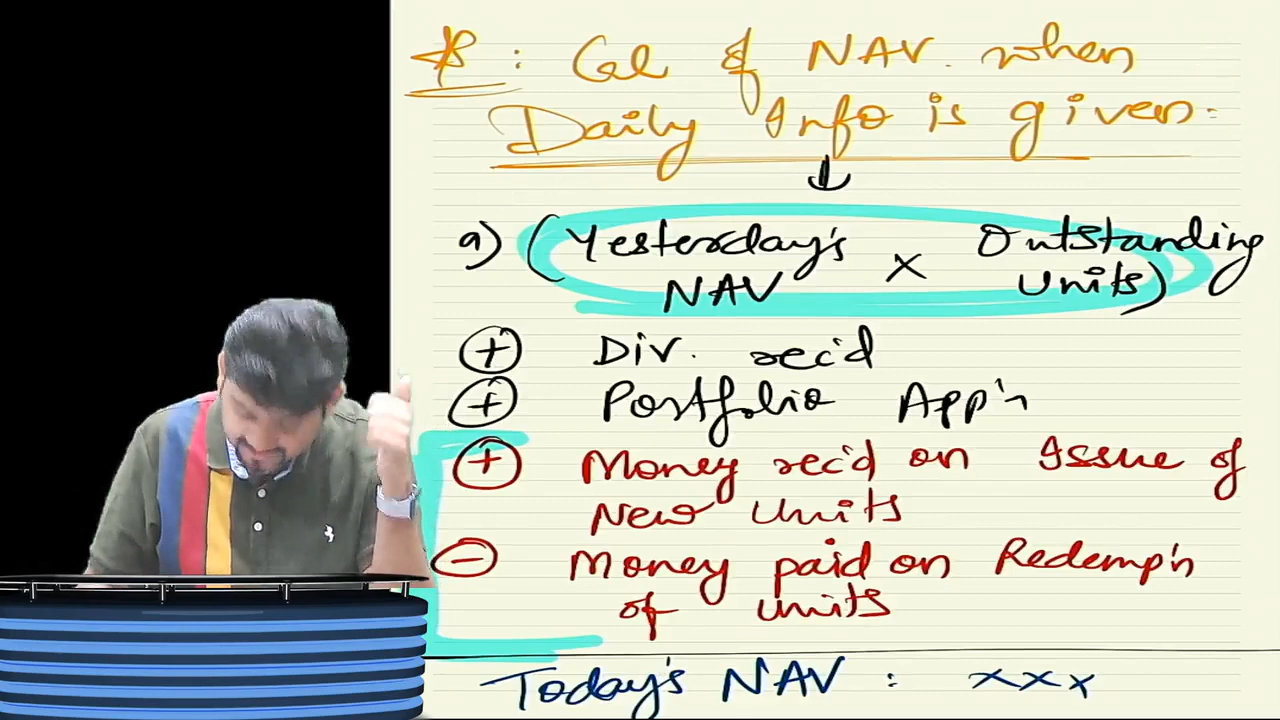 : Cal of NAV. when
Daily Info is given:
↓
a) (Yesterday's NAV × Outstanding Units)
⊕ Div. rec'd
⊕ Portfolio App'n
⊕ Money rec'd on Issue of
New Units
⊖ Money paid on Redemp'n
of units
Today's NAV : xxx